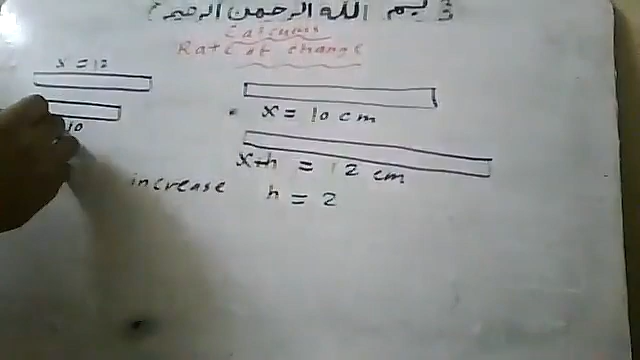 بسم الله الرحمن الرحيم
Calculus
Rate of change
x = 12
x = 10 cm
10
x+h = 12 cm
increase h = 2